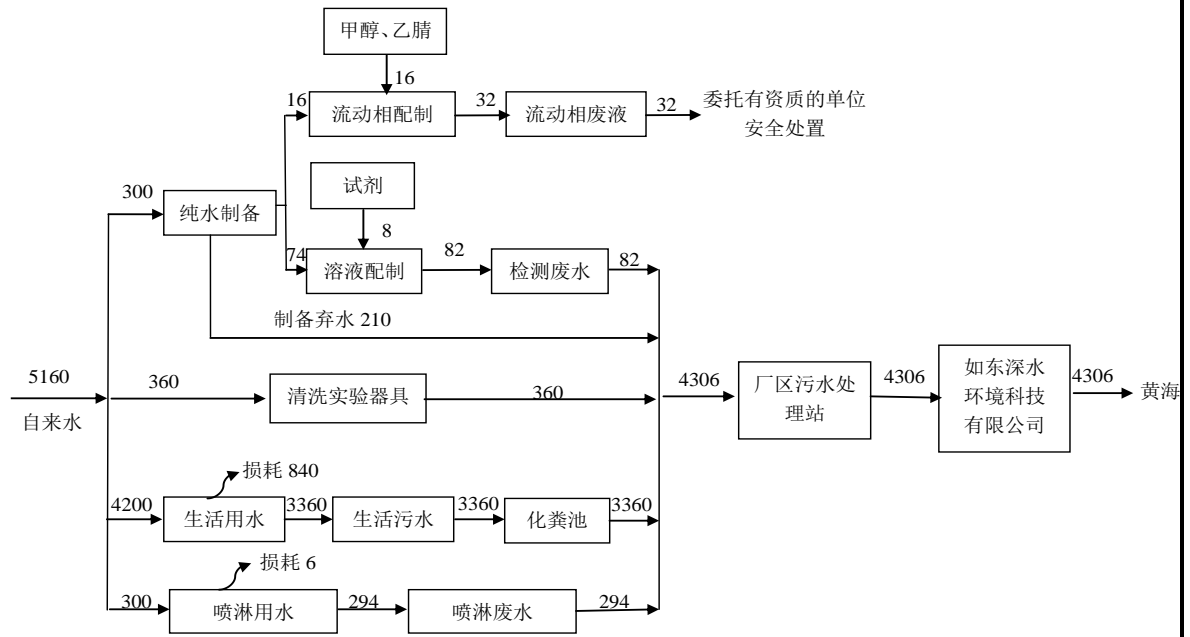 甲醇、乙腈
16
16
流动相配制
32
流动相废液
32
委托有资质的单位
安全处置
试剂
300
纯水制备
8
74
溶液配制
82
检测废水
82
制备弃水 210
5160
自来水
360
清洗实验器具
360
4306
厂区污水处
理站
4306
如东深水
环境科技
有限公司
4306
黄海
损耗 840
4200
生活用水
3360
生活污水
3360
化粪池
3360
损耗 6
300
喷淋用水
294
喷淋废水
294